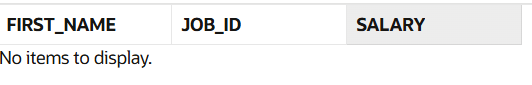 FIRST_NAME JOB_ID SALARY
No items to display.